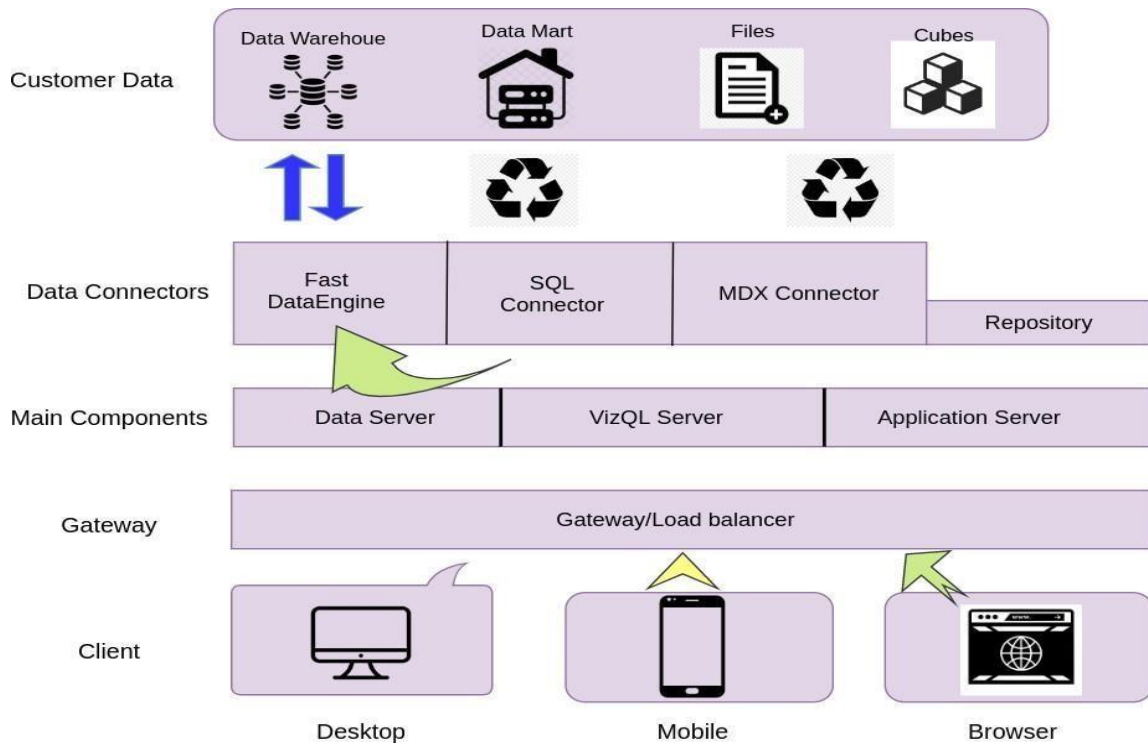 Customer Data
Data Warehoue
Data Mart
Files
Cubes
Data Connectors
Fast
DataEngine
SQL
Connector
MDX Connector
Repository
Main Components
Data Server
VizQL Server
Application Server
Gateway
Gateway/Load balancer
Client
www.
Desktop
Mobile
Browser